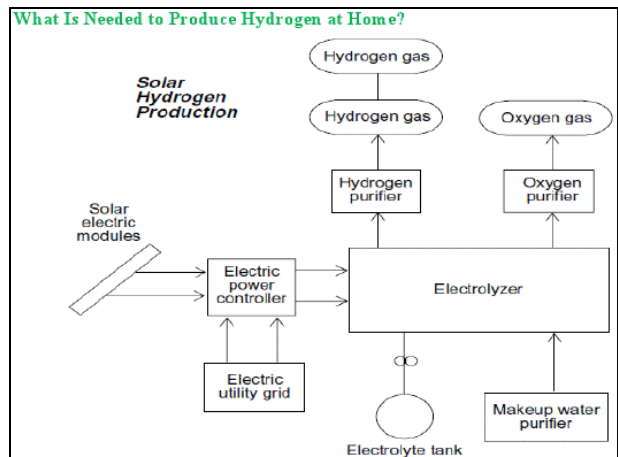 What Is Needed to Produce Hydrogen at Home?
Solar
Hydrogen
Production
Hydrogen gas
Hydrogen gas
Oxygen gas
Hydrogen
purifier
Oxygen
purifier
Solar
electric
modules
Electric
power
controller
Electrolyzer
Electric
utility grid
Electrolyte tank
Makeup water
purifier